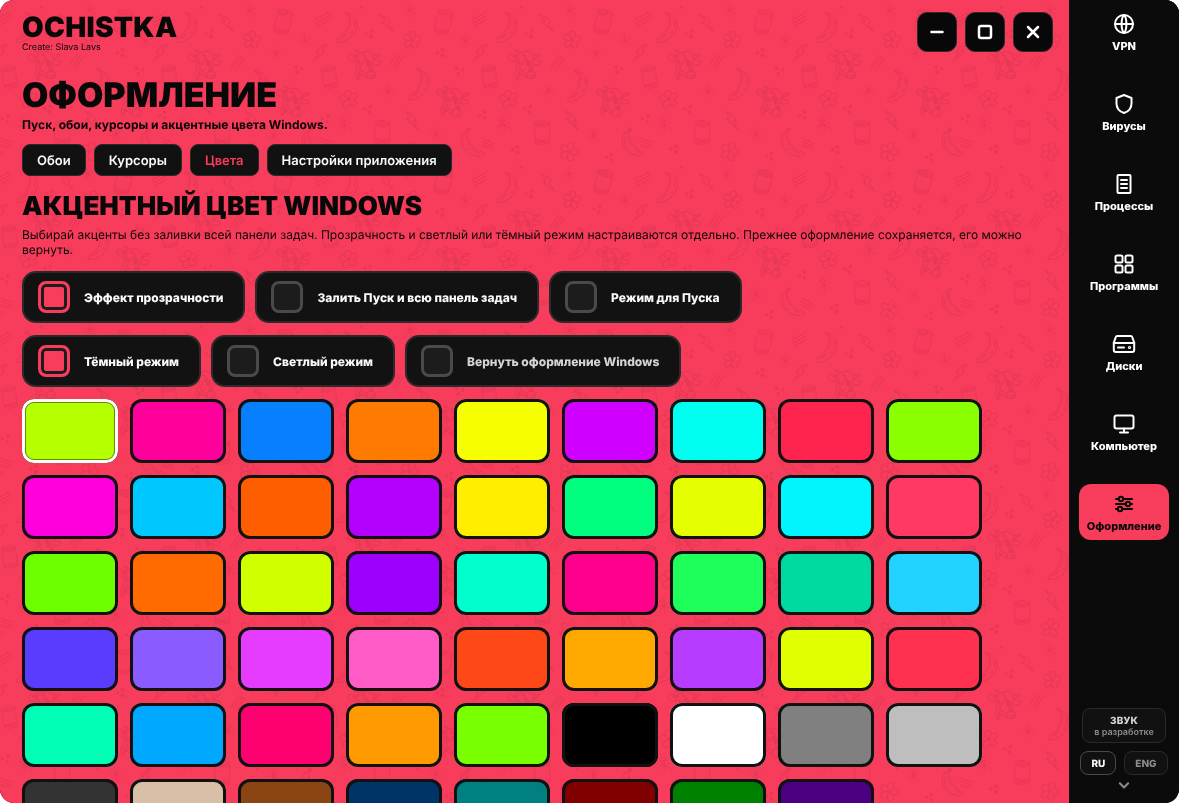 OCHISTKA
Create: Slava Lavs
ОФОРМЛЕНИЕ
Пуск, обои, курсоры и акцентные цвета Windows.
Обои
Курсоры
Цвета
Настройки приложения
АКЦЕНТНЫЙ ЦВЕТ WINDOWS
Выбирай акценты без заливки всей панели задач. Прозрачность и светлый или тёмный режим настраиваются отдельно. Прежнее оформление сохраняется, его можно
вернуть.
Эффект прозрачности
Залить Пуск и всю панель задач
Режим для Пуска
Тёмный режим
Светлый режим
Вернуть оформление Windows
VPN
Вирусы
Процессы
Программы
Диски
Компьютер
Оформление
ЗВУК
в разработке
RU
ENG